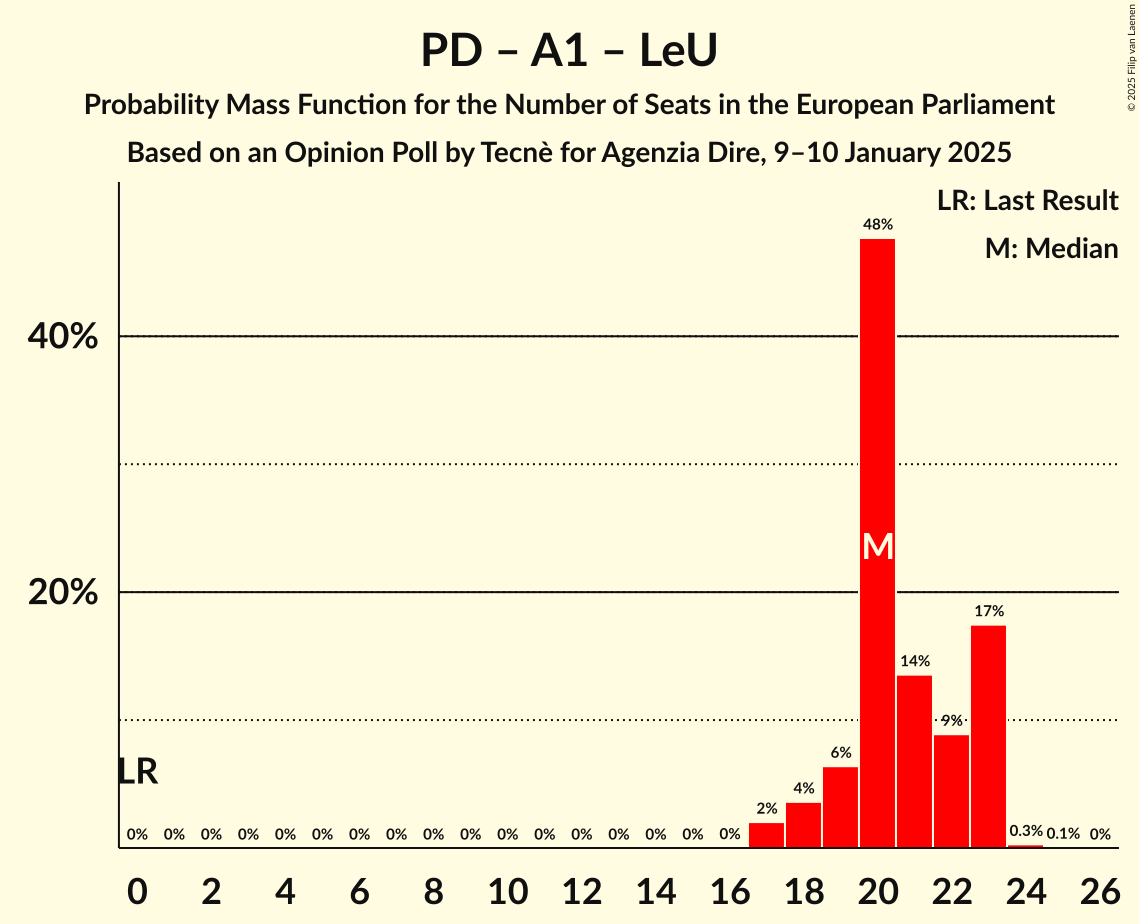 PD – A1 – LeU
Probability Mass Function for the Number of Seats in the European Parliament
Based on an Opinion Poll by Tecnè for Agenzia Dire, 9–10 January 2025
© 2025 Filip van Laenen
LR: Last Result
M: Median
48%
40%
M
20%
17%
14%
9%
LR
6%
4%
2%
0% 0% 0% 0% 0% 0% 0% 0% 0% 0% 0% 0% 0% 0% 0% 0% 0% 0.3% 0.1% 0%
0 2 4 6 8 10 12 14 16 18 20 22 24 26